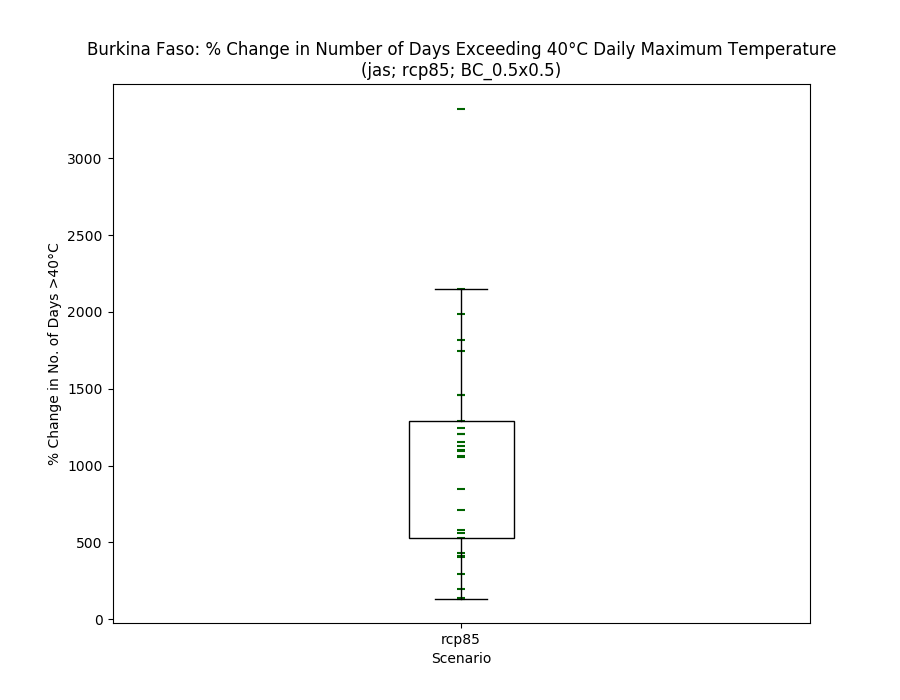 Burkina Faso: % Change in Number of Days Exceeding 40°C Daily Maximum Temperature
(jas; rcp85; BC_0.5x0.5)
% Change in No. of Days >40°C
3000
2500
2000
1500
1000
500
0
rcp85
Scenario